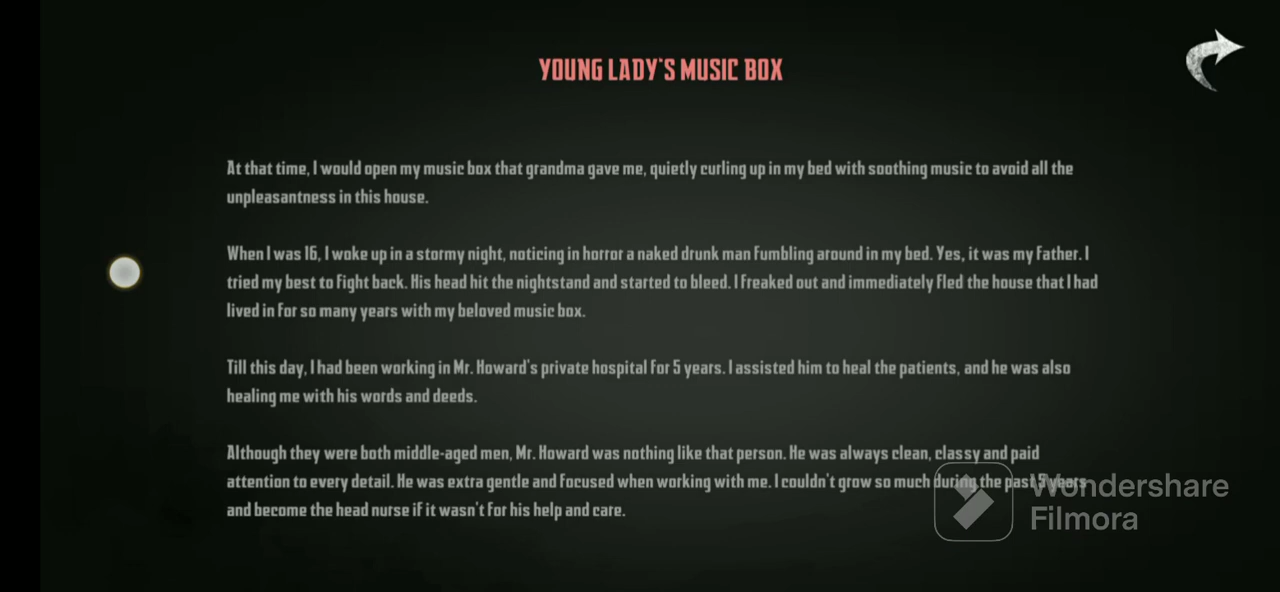 YOUNG LADY'S MUSIC BOX
At that time, I would open my music box that grandma gave me, quietly curling up in my bed with soothing music to avoid all the
unpleasantness in this house.
When I was 16, I woke up in a stormy night, noticing in horror a naked drunk man fumbling around in my bed. Yes, it was my father. I
tried my best to fight back. His head hit the nightstand and started to bleed. I freaked out and immediately fled the house that I had
lived in for so many years with my beloved music box.
Till this day, I had been working in Mr. Howard's private hospital for 5 years. I assisted him to heal the patients, and he was also
healing me with his words and deeds.
Although they were both middle-aged men, Mr. Howard was nothing like that person. He was always clean, classy and paid
attention to every detail. He was extra gentle and focused when working with me. I couldn't grow so much during the past 5 years
and become the head nurse if it wasn't for his help and care.
Wondershare
Filmora